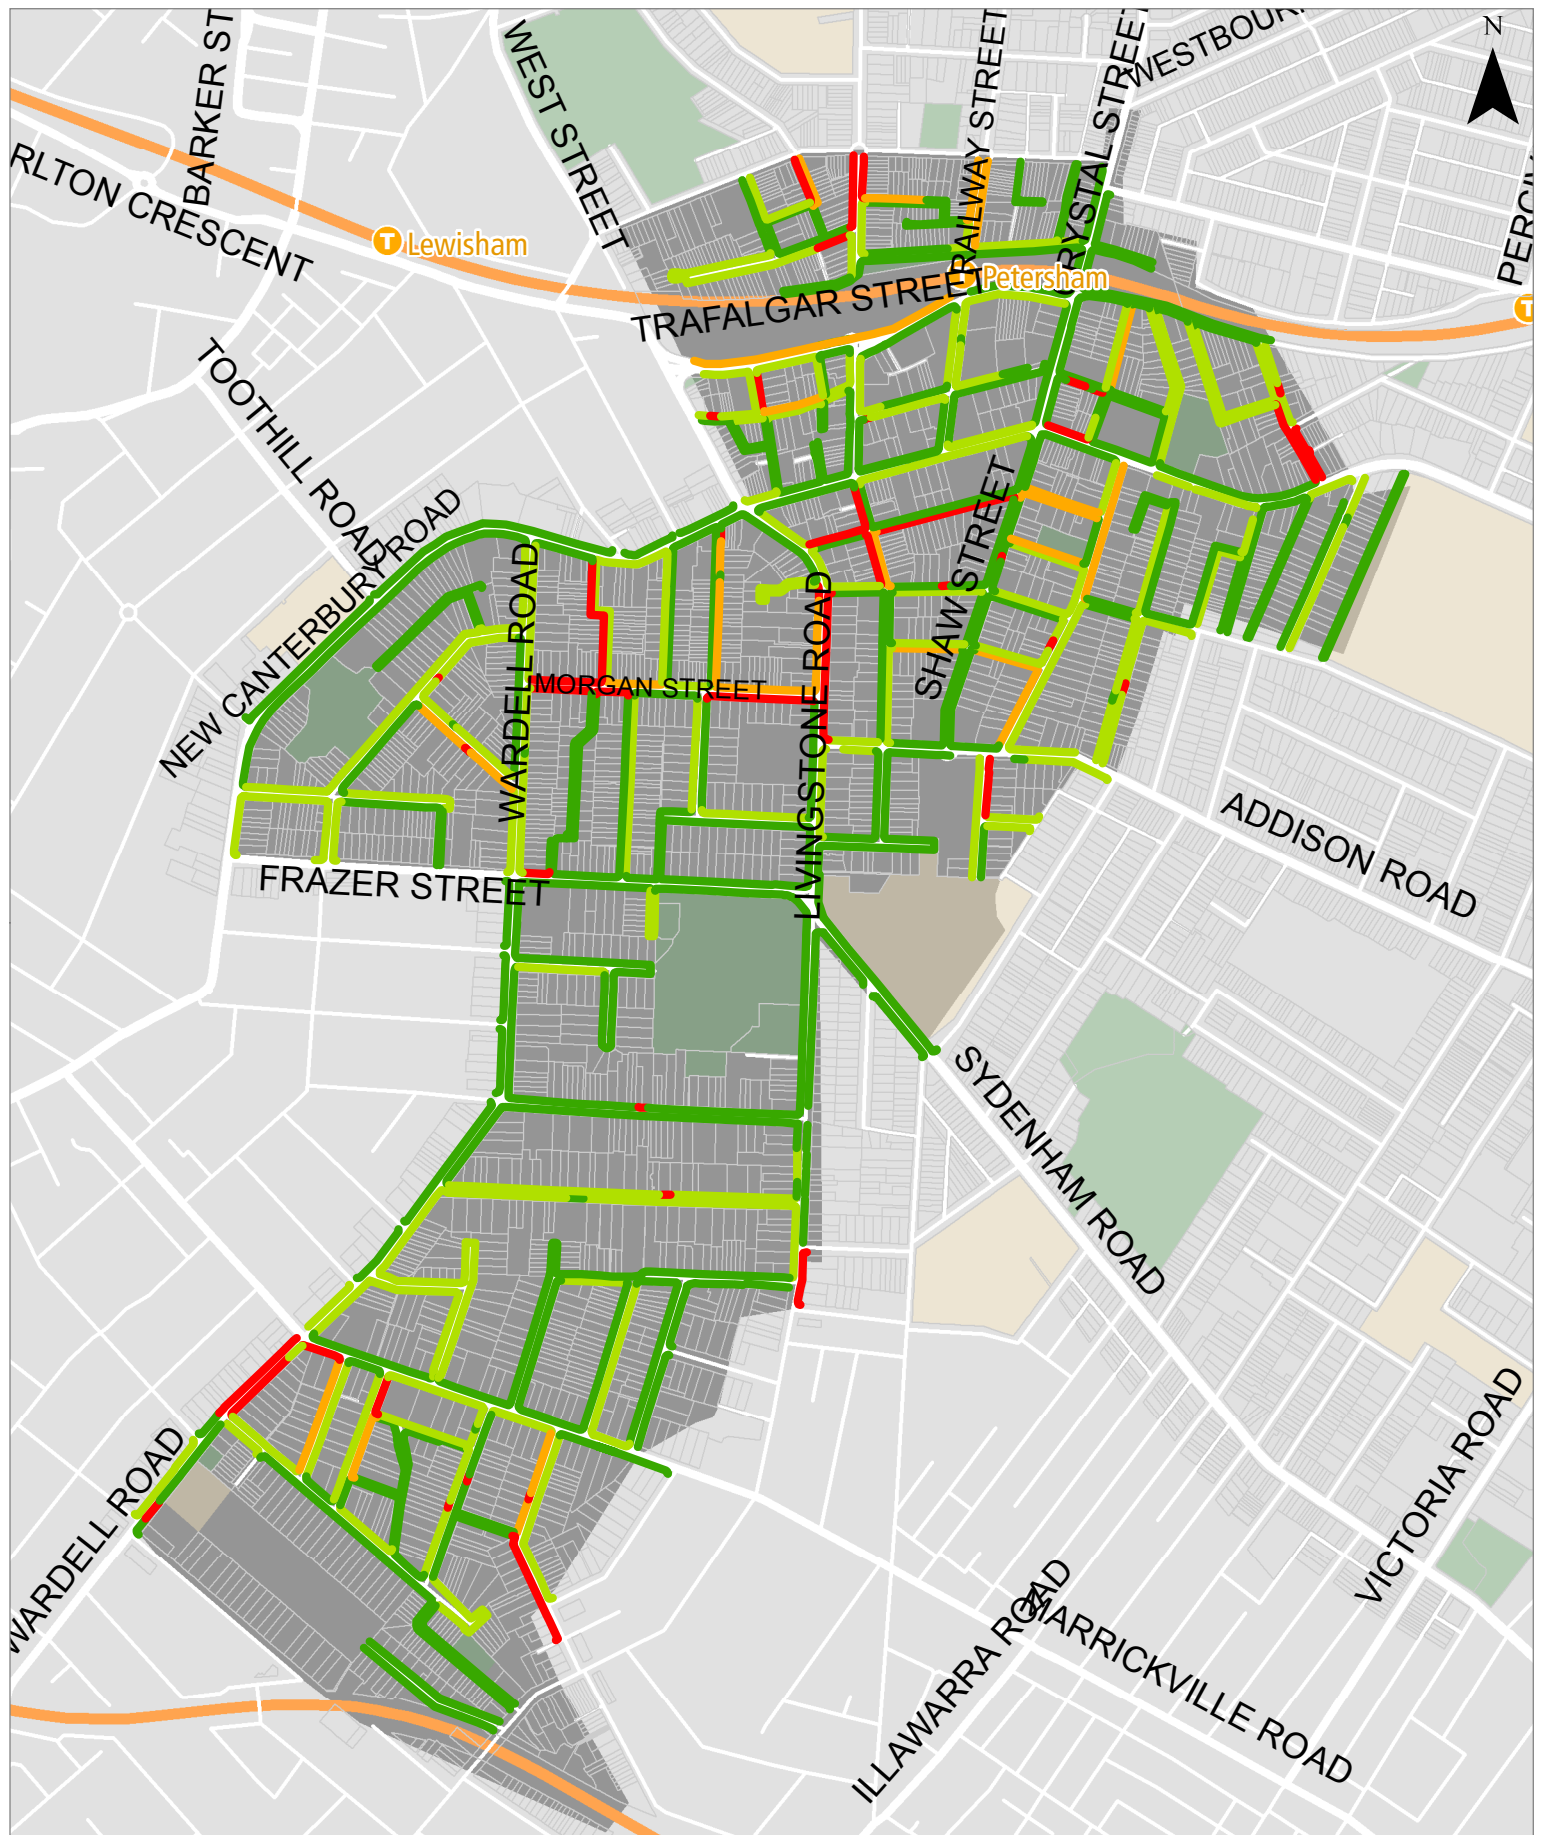 BARKER ST
WEST STREET
RAILWAY STREET
CRYSTAL STREET
WESTBOUR
N
RLTON CRESCENT
T Lewisham
PERCIV
TRAFALGAR STREET
Petersham
T
TOOTHILL ROAD
NEW CANTERBURY ROAD
WARDELL ROAD
MORGAN STREET
LIVINGSTONE ROAD
SHAW STREET
FRAZER STREET
ADDISON ROAD
SYDENHAM ROAD
WARDELL ROAD
VICTORIA ROAD
ILLAWARRA ROAD
MARRICKVILLE ROAD